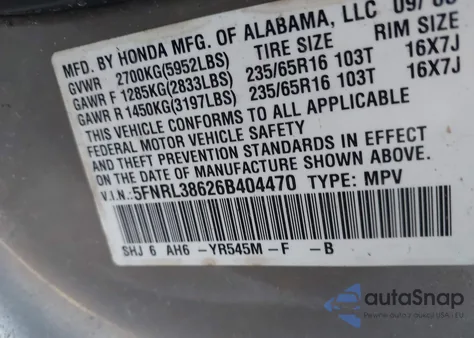 MFD. BY HONDA MFG. OF ALABAMA, LLC 09/
GVWR 2700KG(5952LBS) TIRE SIZE RIM SIZE
GAWR F 1285KG(2833LBS) 235/65R16 103T 16X7J
GAWR R 1450KG(3197LBS) 235/65R16 103T 16X7J
THIS VEHICLE CONFORMS TO ALL APPLICABLE
FEDERAL MOTOR VEHICLE SAFETY
AND THEFT PREVENTION STANDARDS IN EFFECT
ON THE DATE OF MANUFACTURE SHOWN ABOVE.
V.I.N.:5FNRL38626B404470 TYPE: MPV
SHJ 6 AH6 -YR545M -F -B
autoSnap